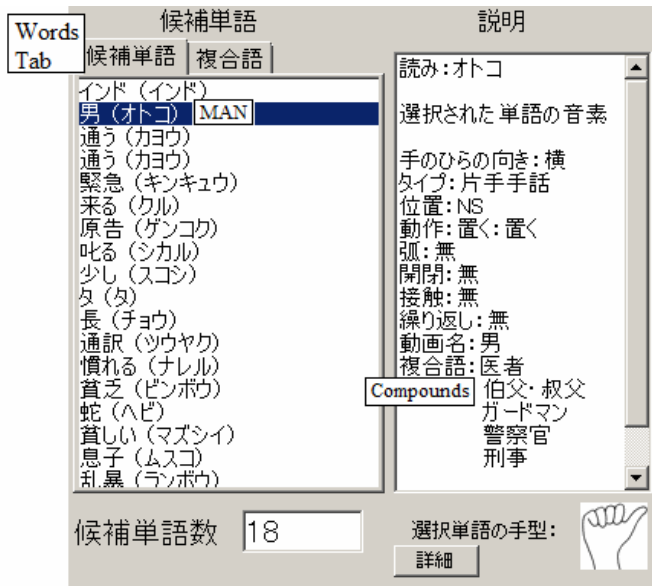 候補単語
Words
Tab
候補単語
複合語
インド (インド)
男 (オトコ)
MAN
通う (カヨウ)
通う (カヨウ)
緊急 (キンキュウ)
来る (クル)
原告 (ゲンコク)
叱る (シカル)
少し (スコシ)
タ (タ)
長 (チョウ)
通訳 (ツウヤク)
慣れる (ナレル)
貧乏 (ビンボウ)
蛇 (ヘビ)
貧しい (マズシイ)
息子 (ムスコ)
乱暴 (ランボウ)
候補単語数 18
説明
読み:オトコ
選択された単語の音素
手のひらの向き:横
タイプ:片手手話
位置:NS
動作:置く:置く
弧:無
開閉:無
接触:無
繰り返し:無
動画名:男
複合語:医者
Compounds
伯父・叔父
ガードマン
警察官
刑事
選択単語の手型:
詳細